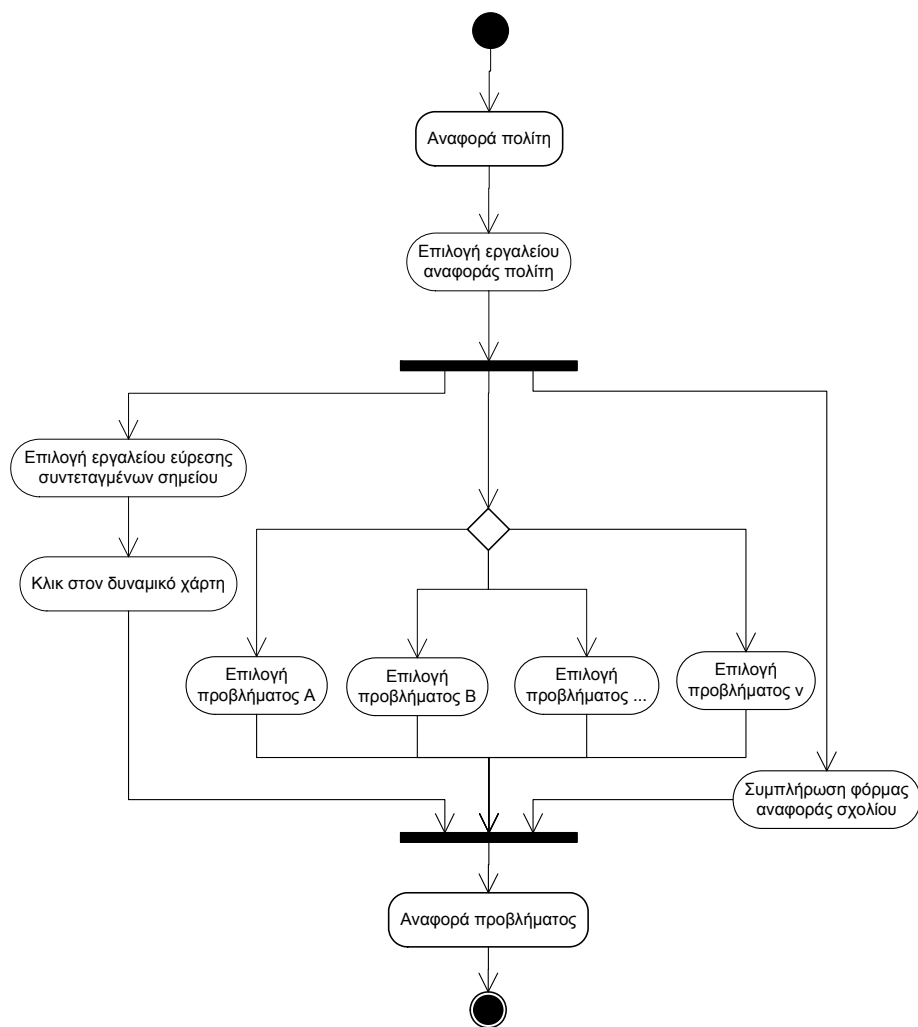 Αναφορά πολίτη
Επιλογή εργαλείου
αναφοράς πολίτη
Επιλογή εργαλείου εύρεσης
συντεταγμένων σημείου
Κλικ στον δυναμικό χάρτη
Επιλογή
προβλήματος Α
Επιλογή
προβλήματος Β
Επιλογή
προβλήματος ...
Επιλογή
προβλήματος ν
Συμπλήρωση φόρμας
αναφοράς σχολίου
Αναφορά προβλήματος